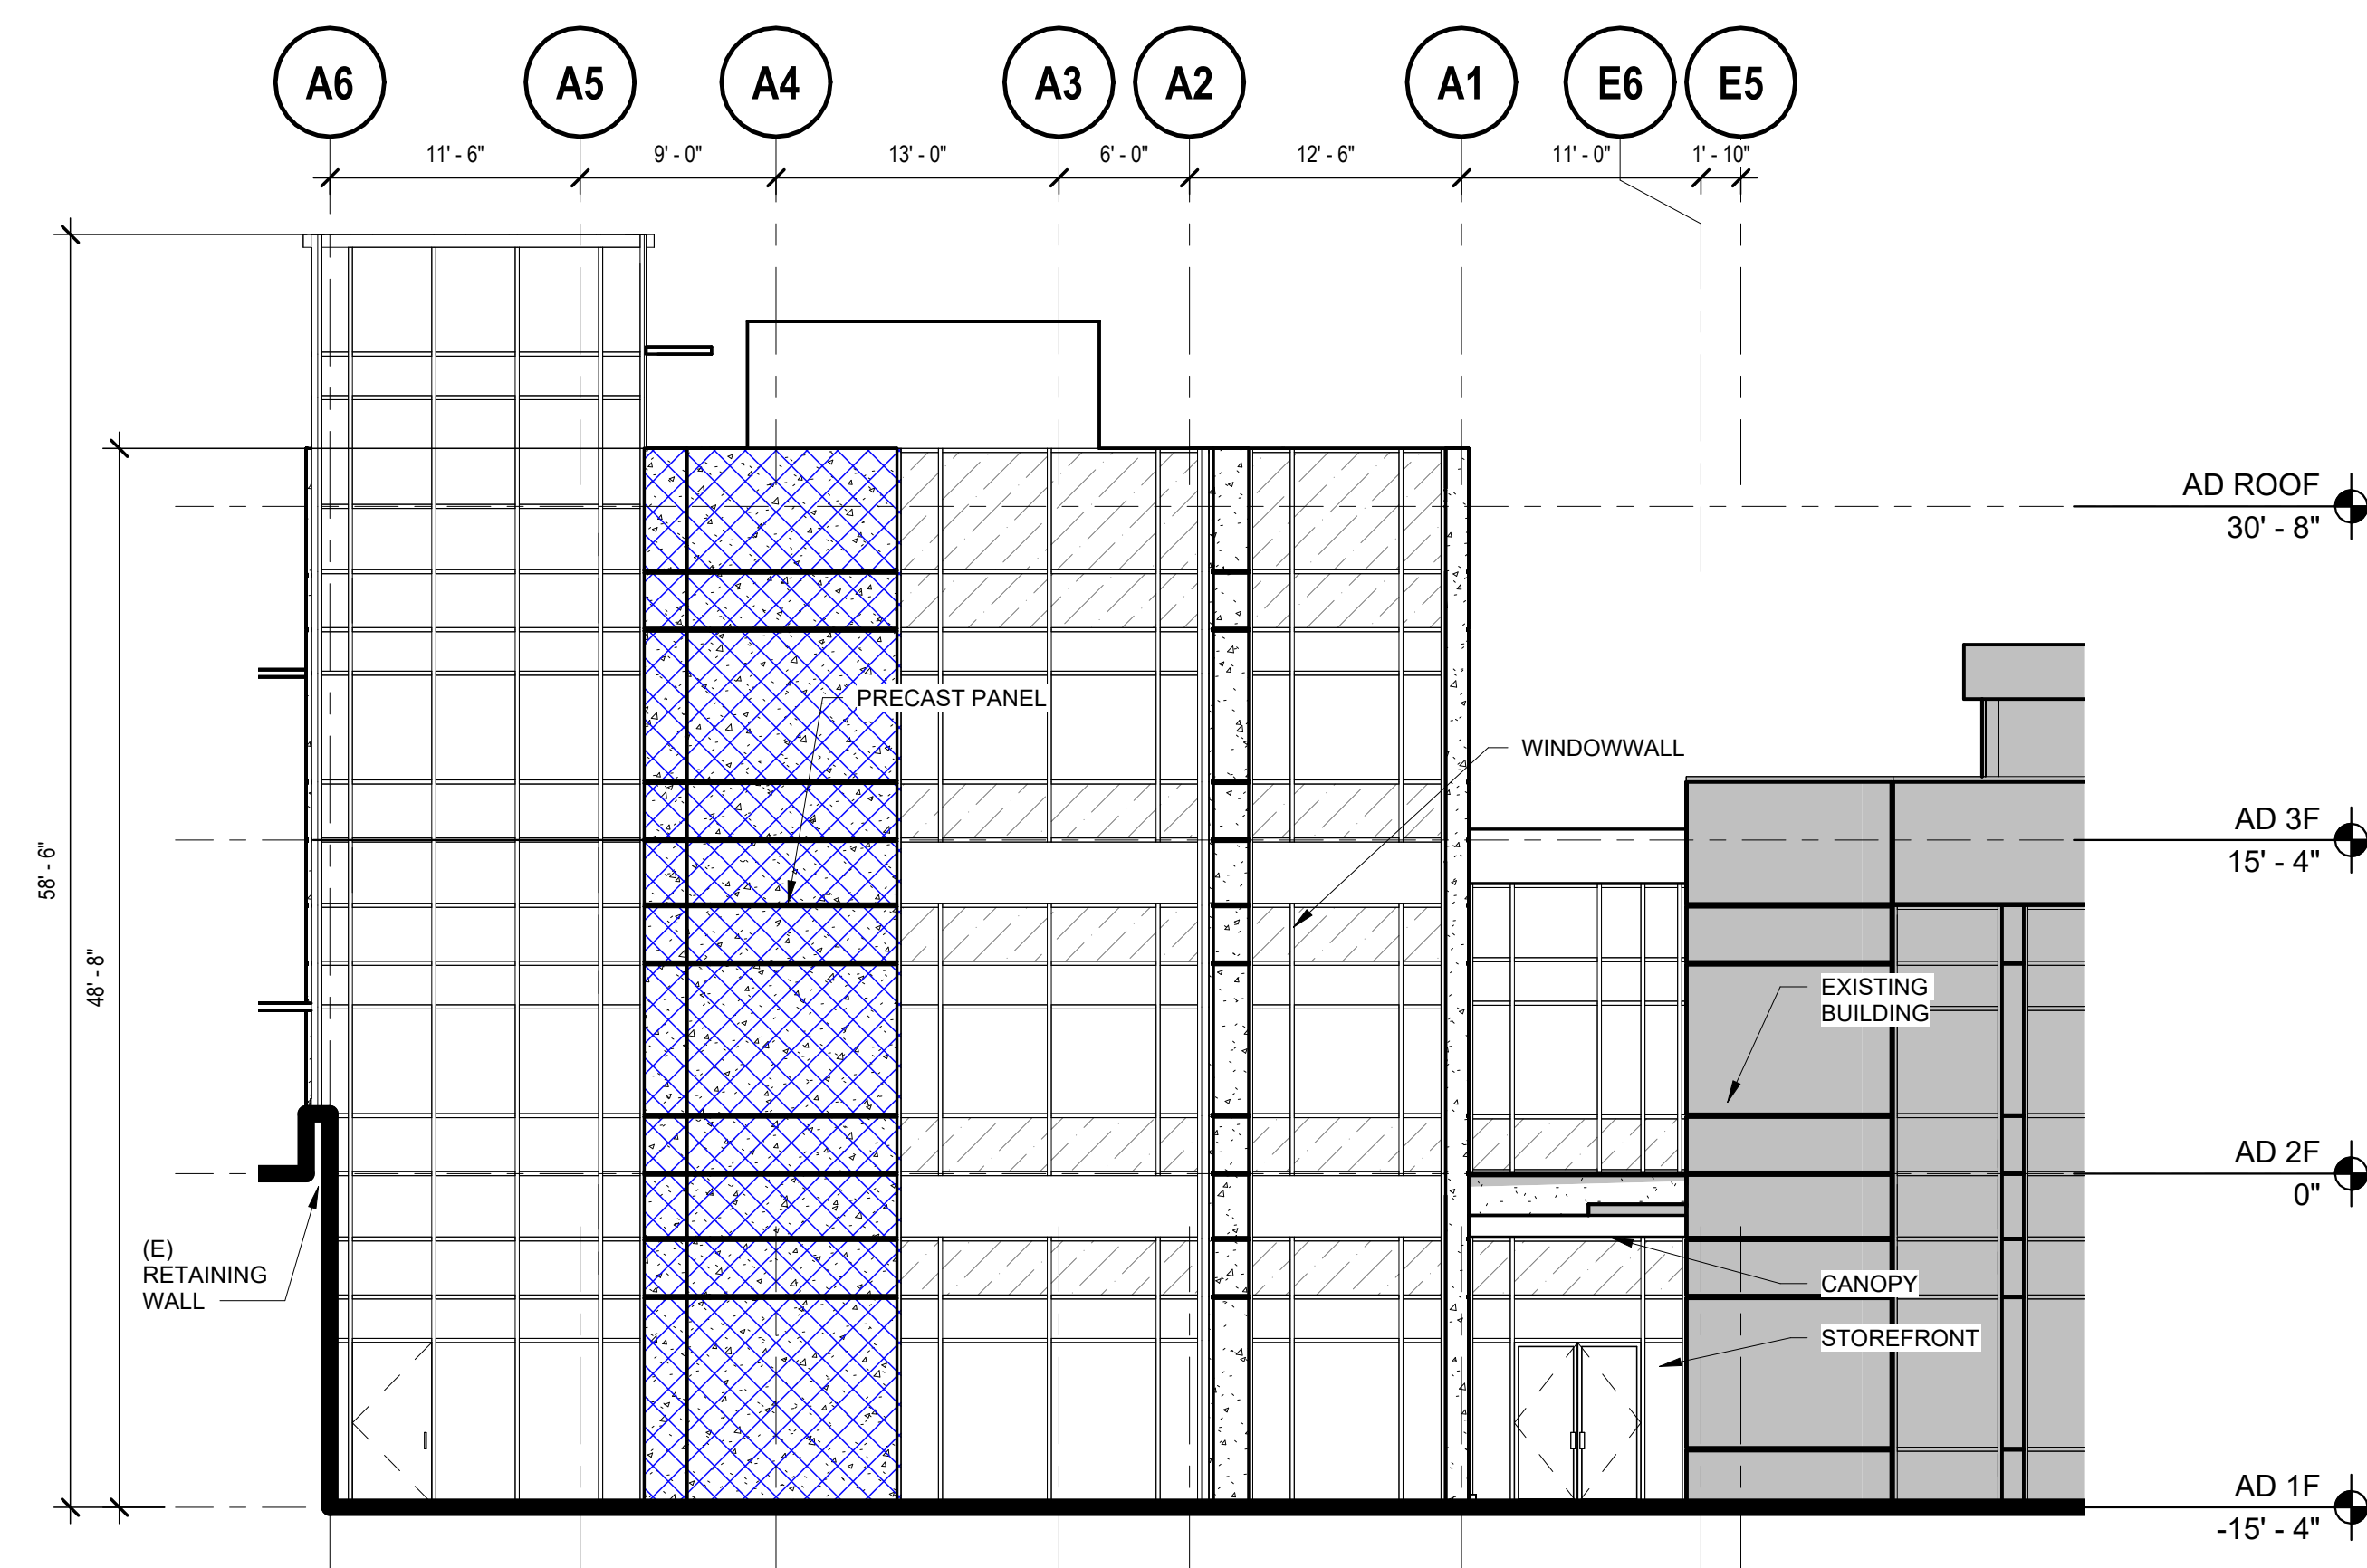 A6 A5 A4 A3 A2 A1 E6 E5
11' - 6" 9' - 0" 13' - 0" 6' - 0" 12' - 6" 11' - 0" 1' - 10"
AD ROOF
30' - 8"
PRECAST PANEL
WINDOWWALL
AD 3F
15' - 4"
58' - 6"
48' - 8"
EXISTING
BUILDING
AD 2F
0"
(E)
RETAINING
WALL
CANOPY
STOREFRONT
AD 1F
-15' - 4"